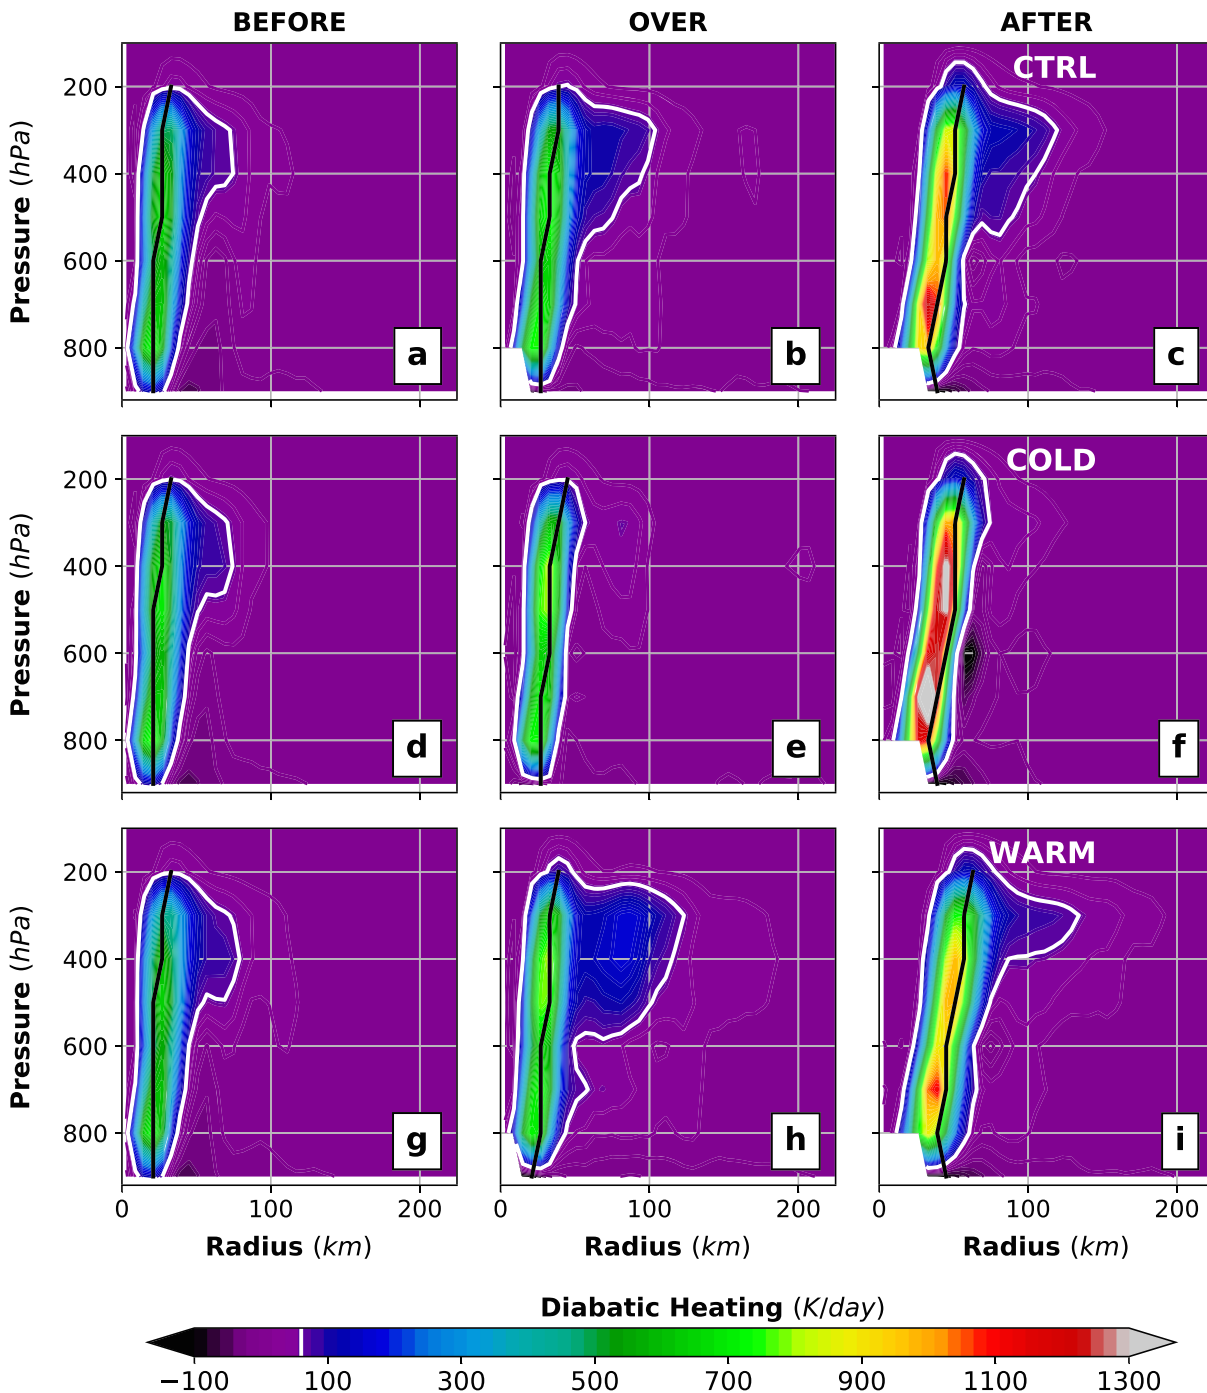 BEFORE OVER AFTER
Pressure (hPa) 200 400 600 800 a b CTRL c
Pressure (hPa) 200 400 600 800 d e COLD f
Pressure (hPa) 200 400 600 800 g h WARM i
0 100 200 0 100 200 0 100 200
Radius (km) Radius (km) Radius (km)
Diabatic Heating (K/day)
−100 100 300 500 700 900 1100 1300